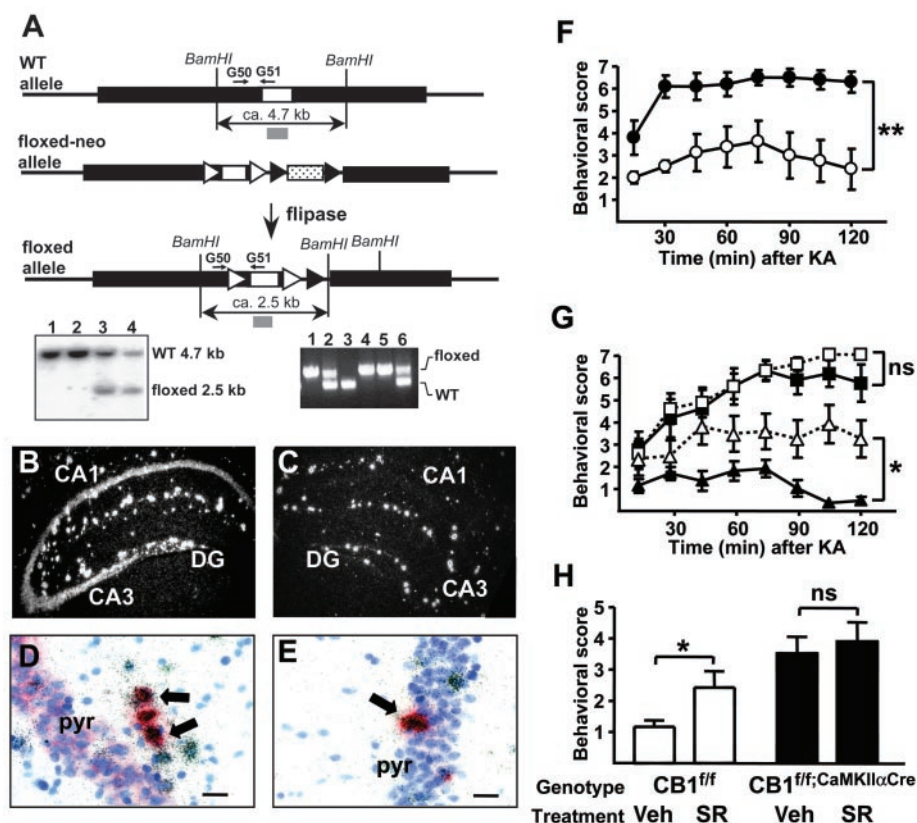 A
WT
allele
BamHI
G50
G51
BamHI
ca. 4.7 kb
floxed-neo
allele
flipase
floxed
allele
BamHI
G50
G51
BamHI
BamHI
ca. 2.5 kb
1 2 3 4
WT 4.7 kb
floxed 2.5 kb
1 2 3 4 5 6
floxed
WT
B
CA1
DG
CA3
C
CA1
DG
CA3
D
pyr
E
pyr
F
Behavioral score
7
6
5
4
3
2
1
**
30 60 90 120
Time (min) after KA
G
Behavioral score
7
6
5
4
3
2
1
ns
*
30 60 90 120
Time (min) after KA
H
Behavioral score
5
4
3
2
1
*
ns
Genotype CB1f/f CB1f/f;CaMKIIαCre
Treatment Veh SR Veh SR